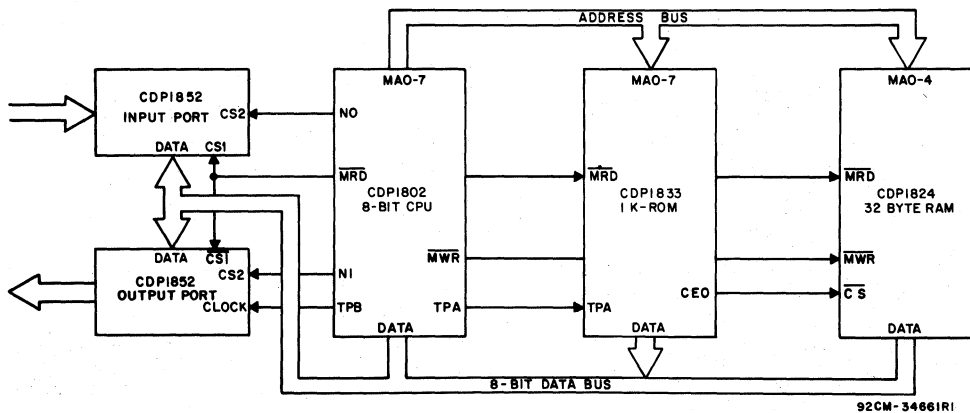 ADDRESS BUS
CDP1852
INPUT PORT
CS2
DATA
CS1
MA0-7
N0
MRD
CDP1802
8-BIT CPU
MWR
N1
TPB
TPA
DATA
MA0-7
MRD
CDP1833
1 K-ROM
CEO
TPA
DATA
MA0-4
MRD
CDP1824
32 BYTE RAM
MWR
CS
DATA
DATA
CS1
CS2
CDP1852
OUTPUT PORT
CLOCK
8-BIT DATA BUS
92CM-34661R1